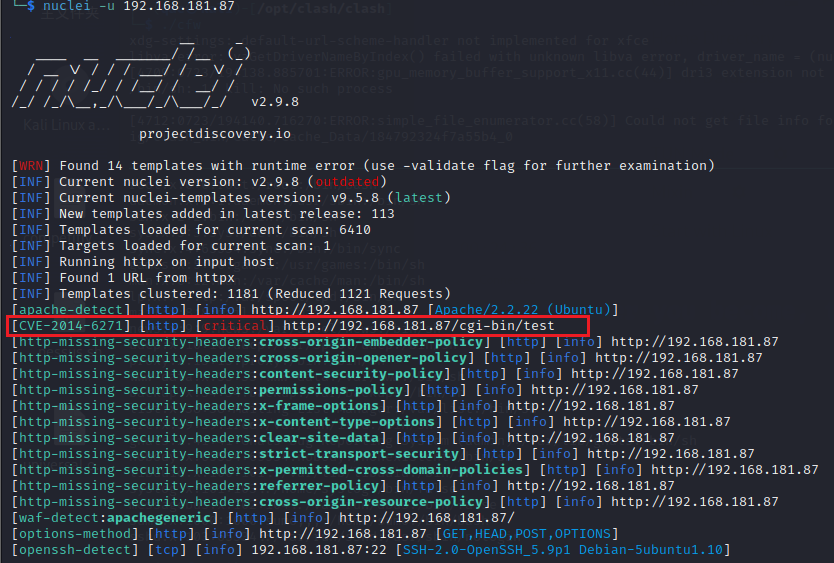 └─$ nuclei -u 192.168.181.87
v2.9.8
projectdiscovery.io
[WRN] Found 14 templates with runtime error (use -validate flag for further examination)
[INF] Current nuclei version: v2.9.8 (outdated)
[INF] Current nuclei-templates version: v9.5.8 (latest)
[INF] New templates added in latest release: 113
[INF] Templates loaded for current scan: 6410
[INF] Targets loaded for current scan: 1
[INF] Running httpx on input host
[INF] Found 1 URL from httpx
[INF] Templates clustered: 1181 (Reduced 1121 Requests)
[apache-detect] [http] [info] http://192.168.181.87 [Apache/2.2.22 (Ubuntu)]
[CVE-2014-6271] [http] [critical] http://192.168.181.87/cgi-bin/test
[http-missing-security-headers:cross-origin-embedder-policy] [http] [info] http://192.168.181.87
[http-missing-security-headers:cross-origin-opener-policy] [http] [info] http://192.168.181.87
[http-missing-security-headers:content-security-policy] [http] [info] http://192.168.181.87
[http-missing-security-headers:permissions-policy] [http] [info] http://192.168.181.87
[http-missing-security-headers:x-frame-options] [http] [info] http://192.168.181.87
[http-missing-security-headers:x-content-type-options] [http] [info] http://192.168.181.87
[http-missing-security-headers:clear-site-data] [http] [info] http://192.168.181.87
[http-missing-security-headers:strict-transport-security] [http] [info] http://192.168.181.87
[http-missing-security-headers:x-permitted-cross-domain-policies] [http] [info] http://192.168.181.87
[http-missing-security-headers:referrer-policy] [http] [info] http://192.168.181.87
[http-missing-security-headers:cross-origin-resource-policy] [http] [info] http://192.168.181.87
[waf-detect:apachegeneric] [http] [info] http://192.168.181.87/
[options-method] [http] [info] http://192.168.181.87 [GET,HEAD,POST,OPTIONS]
[openssh-detect] [tcp] [info] 192.168.181.87:22 [SSH-2.0-OpenSSH_5.9p1 Debian-5ubuntu1.10]